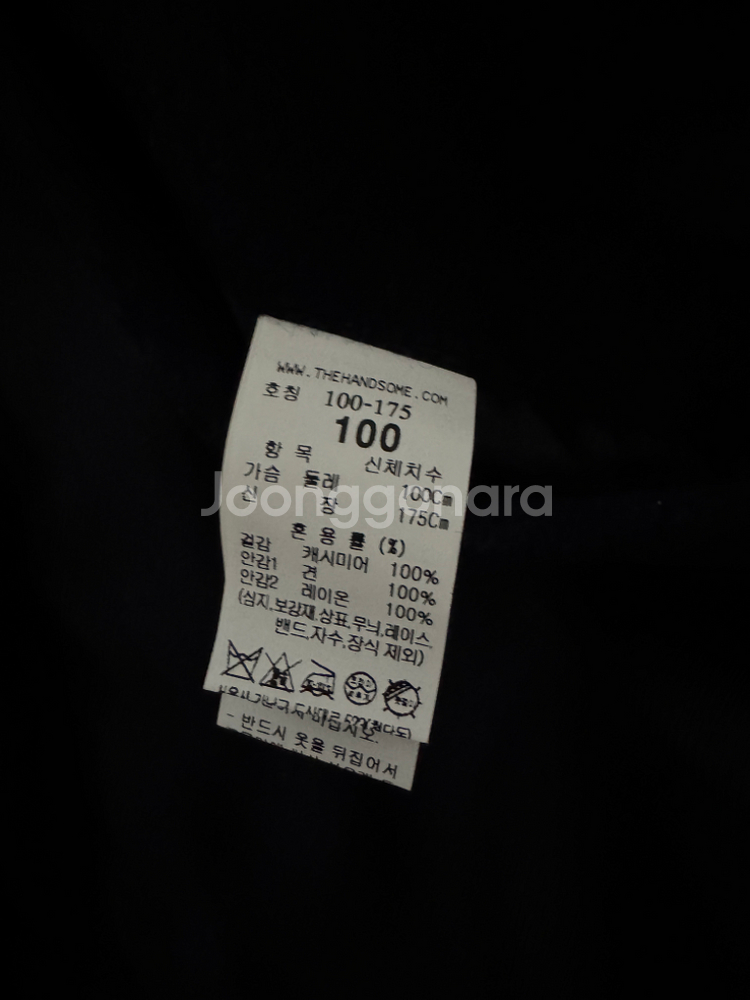 WWW.THEHANDSOME.COM
호칭 100-175
100
항 목 신체치수
가슴 둘레 100Cm
신 장 175Cm
혼 용 률 (%)
겉감 캐시미어 100%
안감1 견 100%
안감2 레이온 100%
(심지,보강재,상표,무늬,레이스,
밴드,자수,장식 제외)
- 반드시 옷을 뒤집어서
Joonggonara